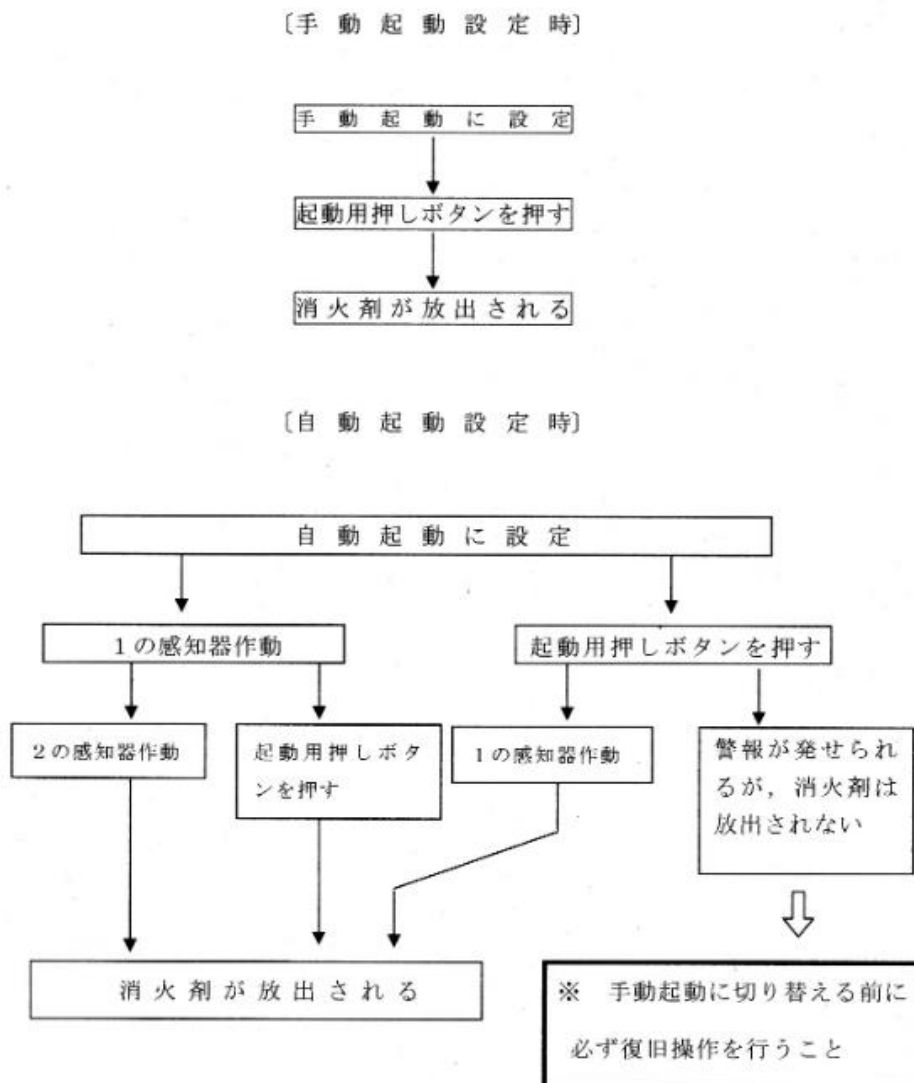 〔手動起動設定時〕
手動起動に設定
起動用押しボタンを押す
消火剤が放出される
〔自動起動設定時〕
自動起動に設定
1の感知器作動
起動用押しボタンを押す
2の感知器作動
起動用押しボタ
ンを押す
1の感知器作動
警報が発せられ
るが，消火剤は
放出されない
消火剤が放出される
※ 手動起動に切り替える前に
必ず復旧操作を行うこと